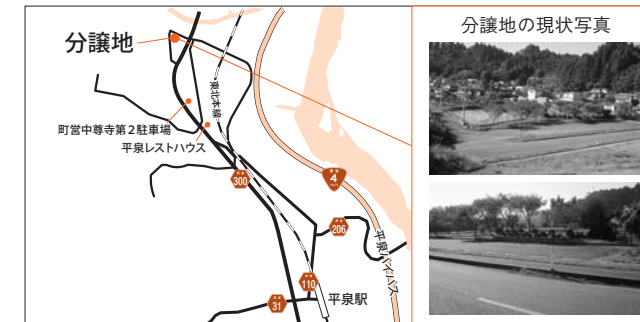 分譲地
町営中尊寺第2駐車場
平泉レストハウス
東北本線
300
国道
4
206
平泉バイパス
110
平泉駅
31
分譲地の現状写真